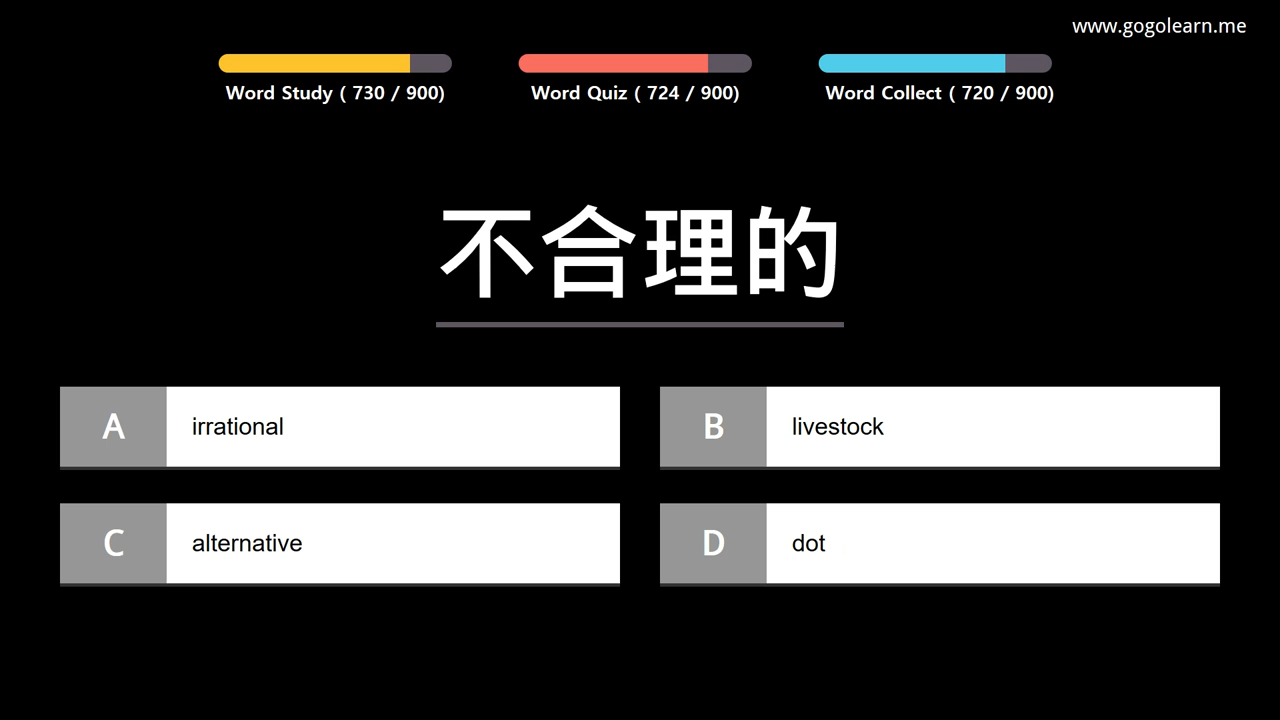 www.gogolearn.me
Word Study ( 730 / 900)
Word Quiz ( 724 / 900)
Word Collect ( 720 / 900)
不合理的
A irrational
B livestock
C alternative
D dot